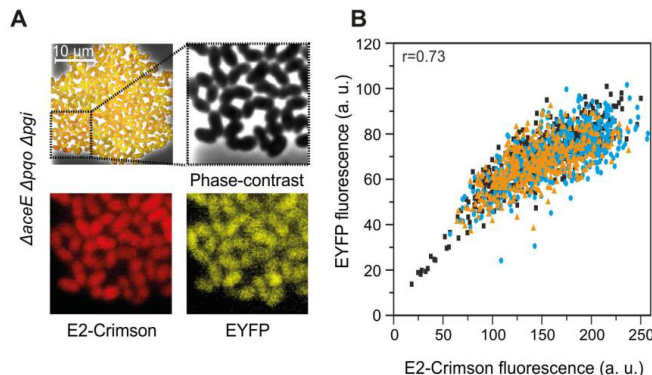 A
10 µm
ΔaceE Δpqo Δpgi
Phase-contrast
E2-Crimson
EYFP
B
r=0.73
EYFP fluorescence (a. u.)
120
100
80
60
40
20
0
0 50 100 150 200 250
E2-Crimson fluorescence (a. u.)